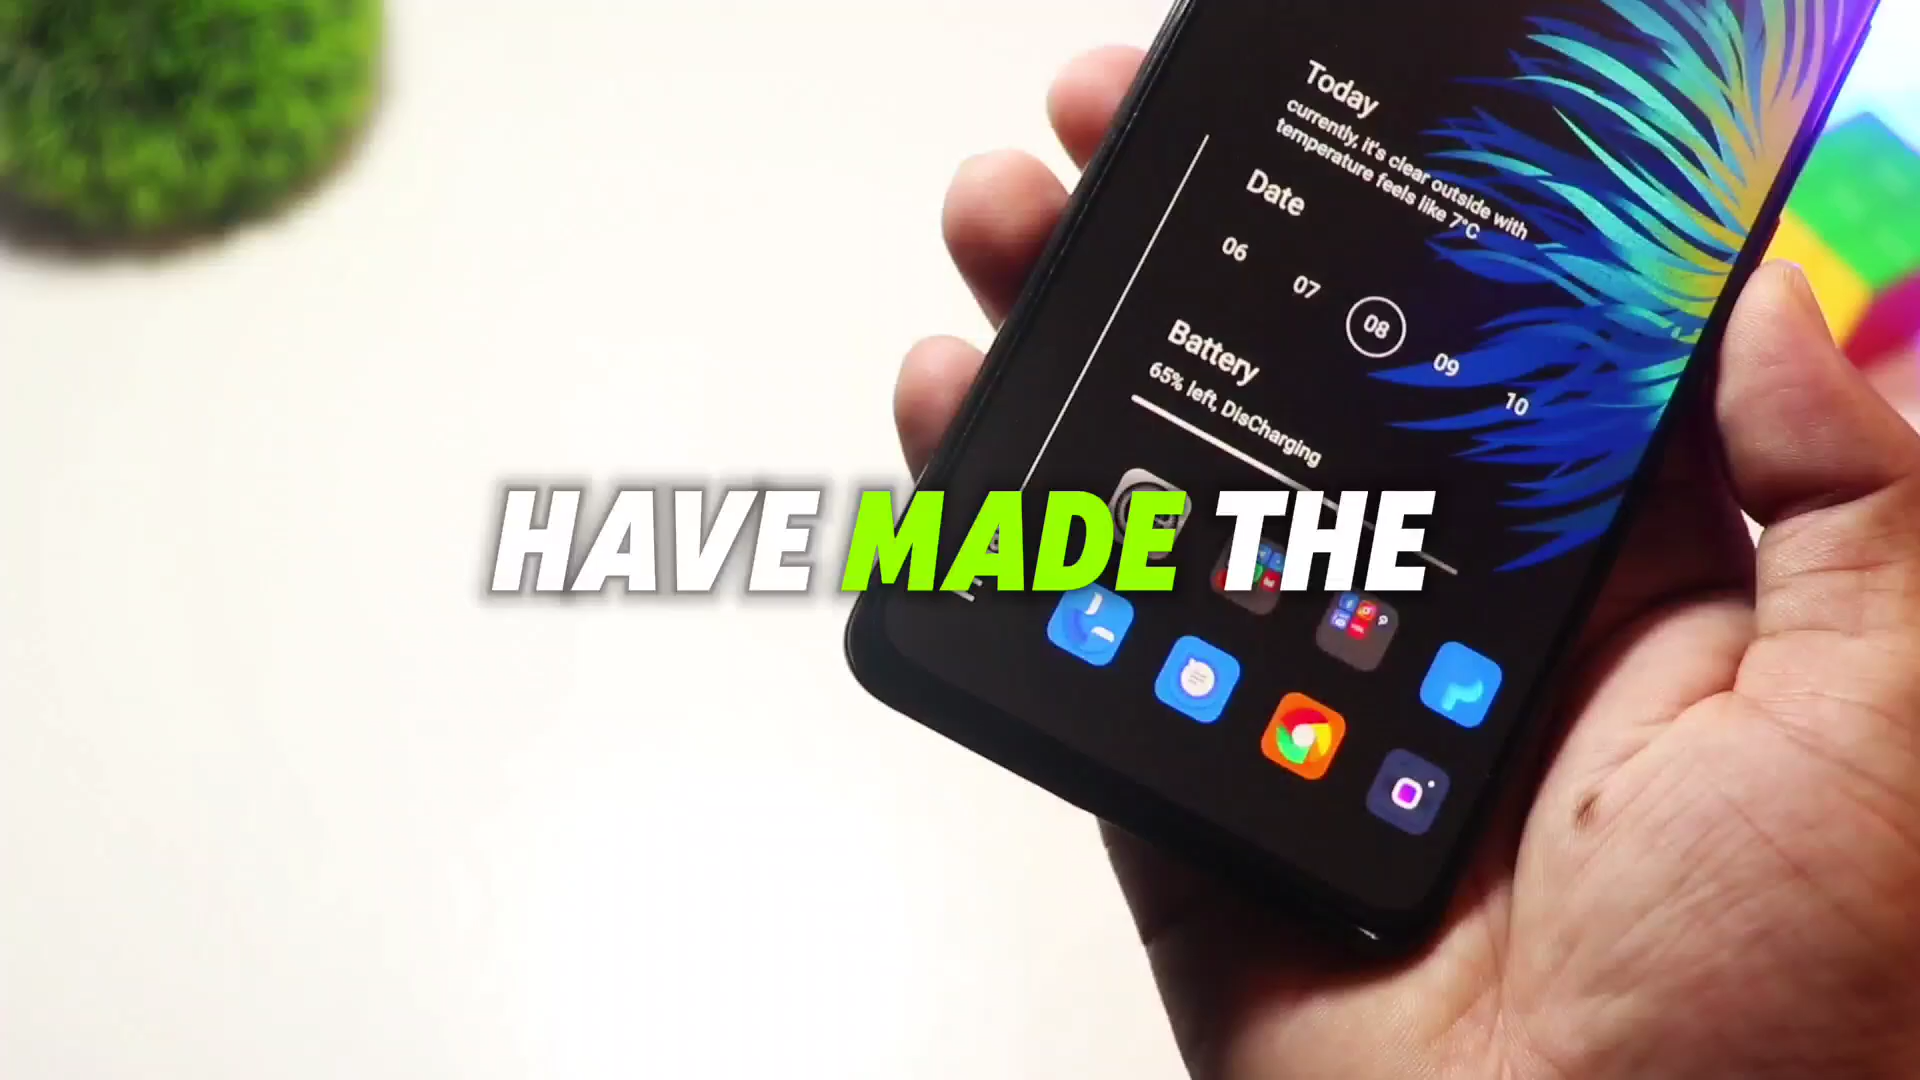 Today
currently, it's clear outside with
temperature feels like 7°C
Date
06 07 08 09 10
Battery
65% left, DisCharging
HAVE MADE THE